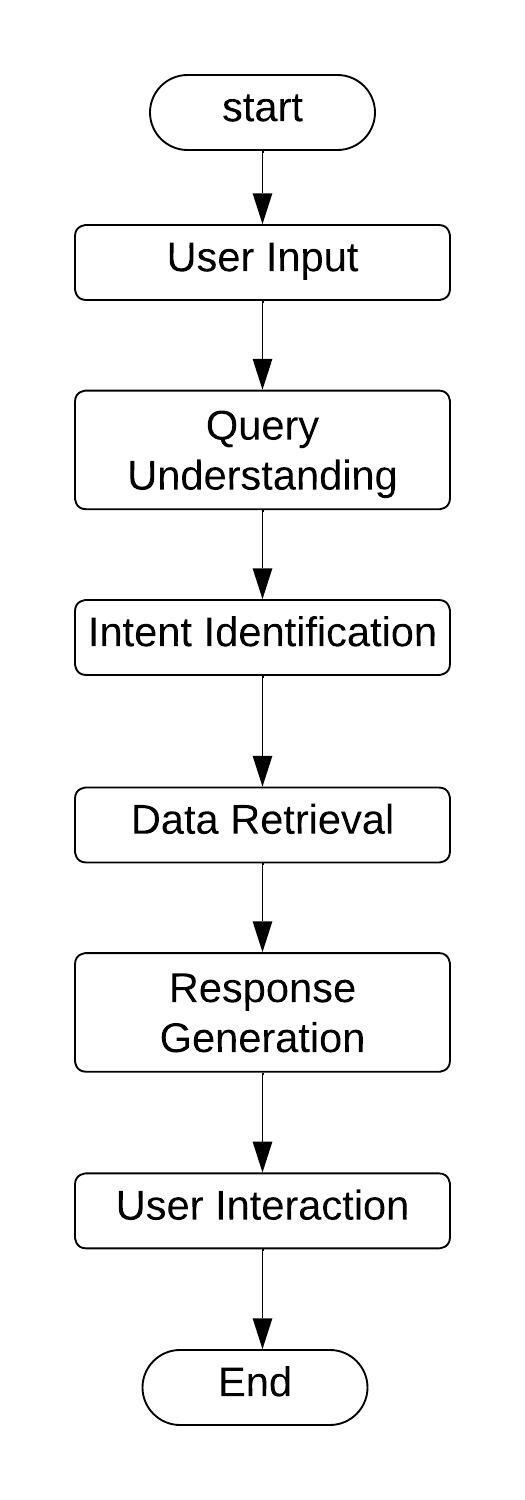 start
User Input
Query
Understanding
Intent Identification
Data Retrieval
Response
Generation
User Interaction
End